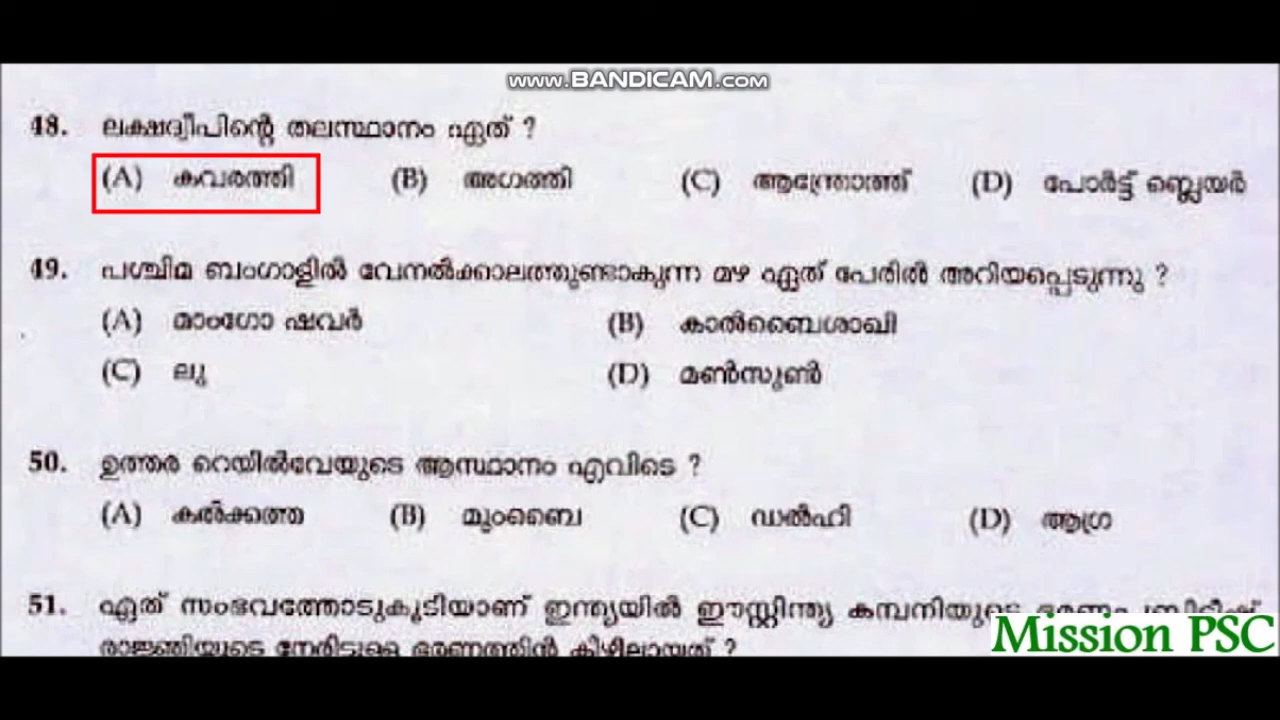 www.BANDICAM.com
48. ലക്ഷദ്വീപിന്റെ തലസ്ഥാനം ഏത് ?
(A) കവരത്തി (B) അഗത്തി (C) ആന്ത്രോത്ത് (D) പോർട്ട് ബ്ലെയർ
49. പശ്ചിമ ബംഗാളിൽ വേനൽക്കാലത്തുണ്ടാകുന്ന മഴ ഏത് പേരിൽ അറിയപ്പെടുന്നു ?
(A) മാംഗോ ഷവർ (B) കാൽബൈശാഖി
(C) ലു (D) മൺസൂൺ
50. ഉത്തര റെയിൽവേയുടെ ആസ്ഥാനം എവിടെ ?
(A) കൽക്കത്ത (B) മുംബൈ (C) ഡൽഹി (D) ആഗ്ര
51. ഏത് സംഭവത്തോടുകൂടിയാണ് ഇന്ത്യയിൽ ഈസ്റ്റിന്ത്യ കമ്പനിയുടെ
രാജ്ഞിയുടെ നേരിട്ടുള്ള ഭരണത്തിൻ കീഴിലായത് ?
Mission PSC